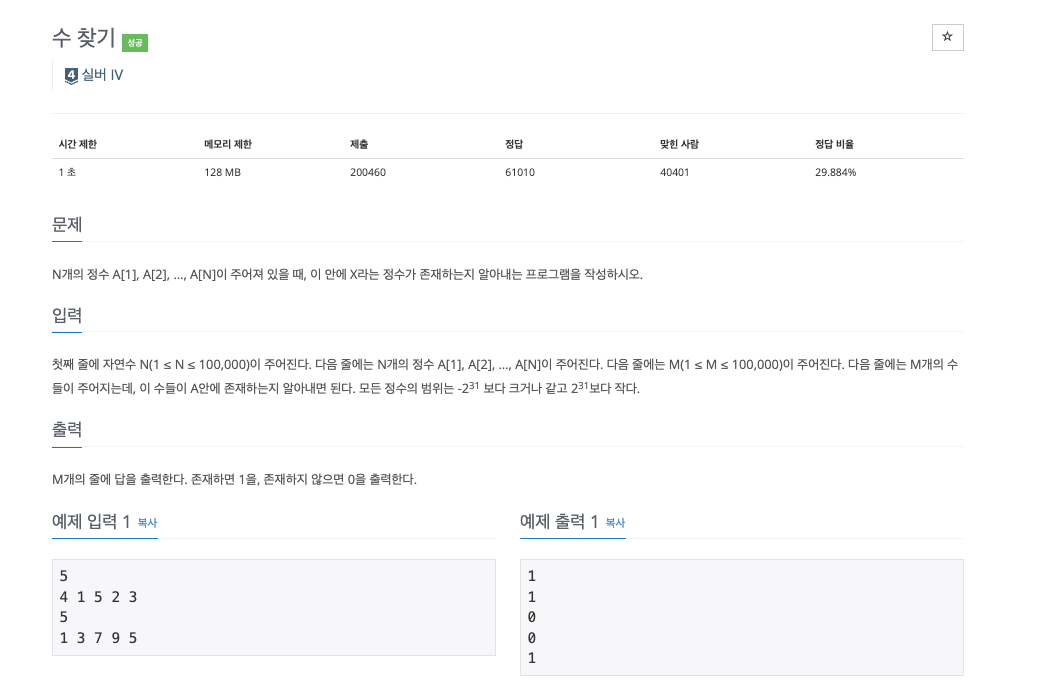 수 찾기 성공
☆
4 실버 IV
시간 제한 메모리 제한 제출 정답 맞힌 사람 정답 비율
1 초 128 MB 200460 61010 40401 29.884%
문제
N개의 정수 A[1], A[2], …, A[N]이 주어져 있을 때, 이 안에 X라는 정수가 존재하는지 알아내는 프로그램을 작성하시오.
입력
첫째 줄에 자연수 N(1 ≤ N ≤ 100,000)이 주어진다. 다음 줄에는 N개의 정수 A[1], A[2], …, A[N]이 주어진다. 다음 줄에는 M(1 ≤ M ≤ 100,000)이 주어진다. 다음 줄에는 M개의 수
들이 주어지는데, 이 수들이 A안에 존재하는지 알아내면 된다. 모든 정수의 범위는 -2³¹ 보다 크거나 같고 2³¹보다 작다.
출력
M개의 줄에 답을 출력한다. 존재하면 1을, 존재하지 않으면 0을 출력한다.
예제 입력 1 복사
5
4 1 5 2 3
5
1 3 7 9 5
예제 출력 1 복사
1
1
0
0
1